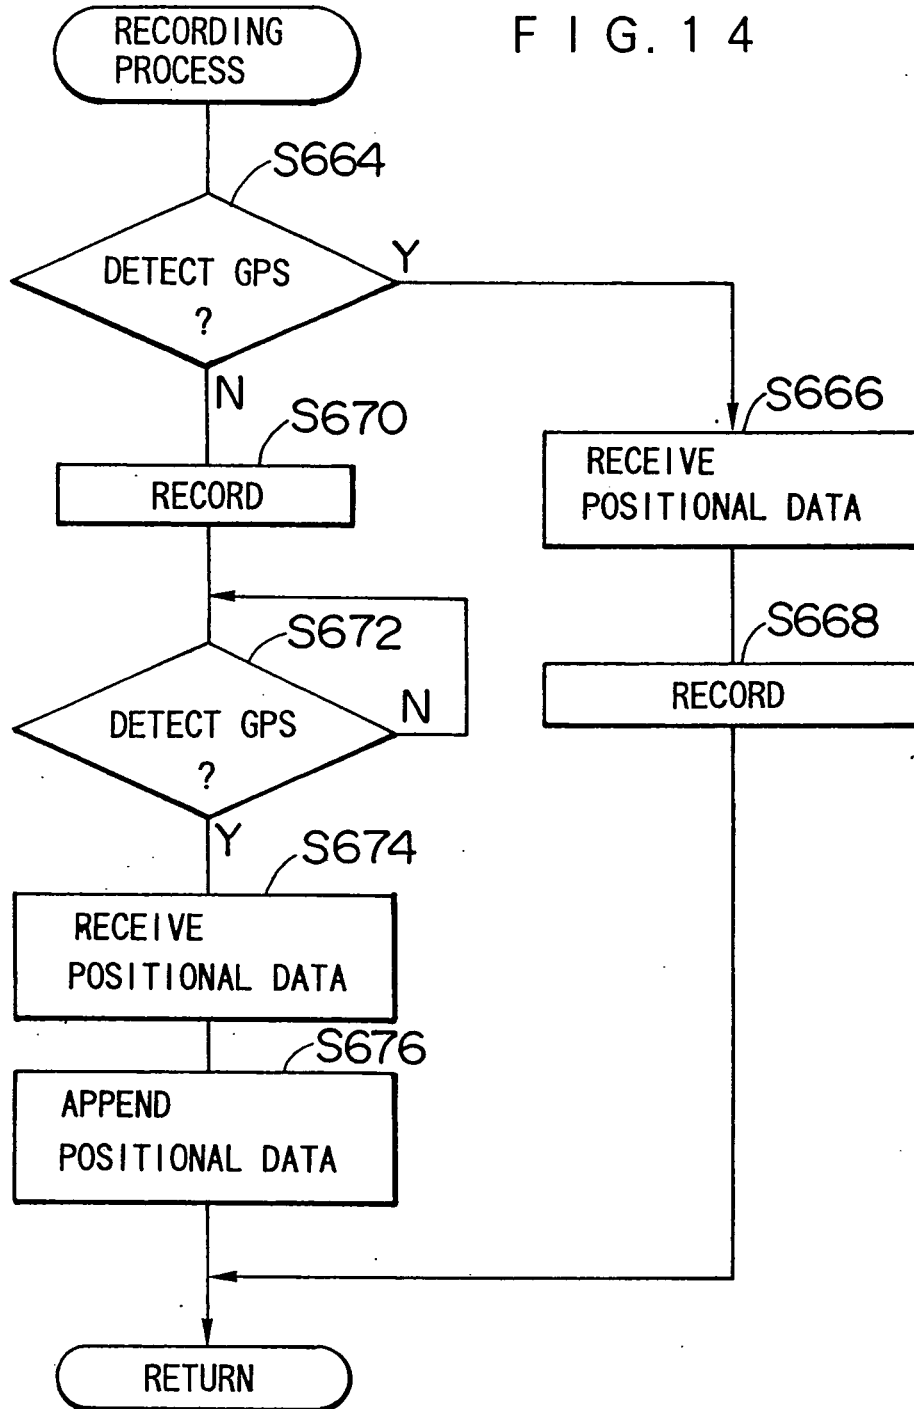 RECORDING
PROCESS
F I G. 1 4
S664
DETECT GPS
?
Y
N
S666
RECEIVE
POSITIONAL DATA
S670
RECORD
S668
RECORD
S672
DETECT GPS
?
N
Y
S674
RECEIVE
POSITIONAL DATA
S676
APPEND
POSITIONAL DATA
RETURN